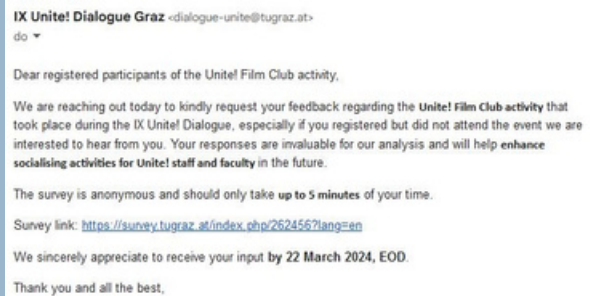 IX Unite! Dialogue Graz <dialogue-unite@tugraz.at>
do
Dear registered participants of the Unite! Film Club activity,
We are reaching out today to kindly request your feedback regarding the Unite! Film Club activity that
took place during the IX Unite! Dialogue, especially if you registered but did not attend the event we are
interested to hear from you. Your responses are invaluable for our analysis and will help enhance
socialising activities for Unite! staff and faculty in the future.
The survey is anonymous and should only take up to 5 minutes of your time.
Survey link: https://survey.tugraz.at/index.php/262456?lang=en
We sincerely appreciate to receive your input by 22 March 2024, EOD.
Thank you and all the best,